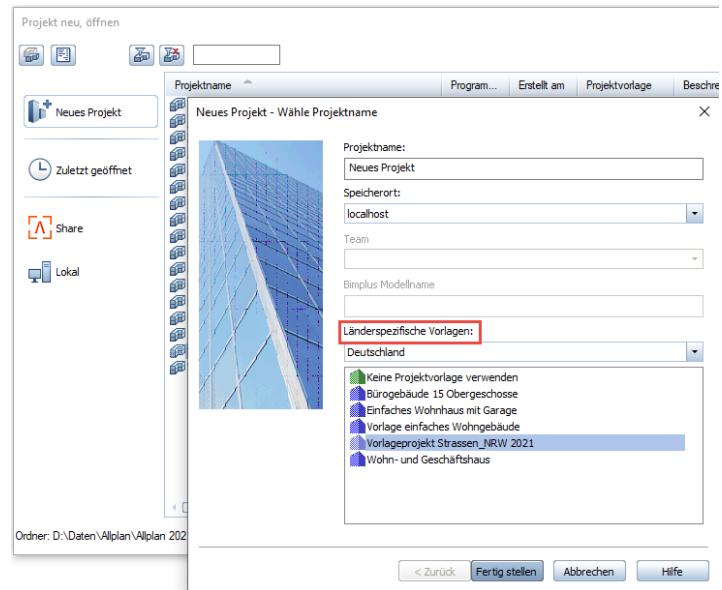 Projekt neu, öffnen
Projektname Program... Erstellt am Projektvorlage Beschre
Neues Projekt
Zuletzt geöffnet
Share
Lokal
Ordner: D:\Daten\Allplan\Allplan 202
Neues Projekt - Wähle Projektname
Projektname:
Neues Projekt
Speicherort:
localhost
Team
Bimplus Modellname
Länderspezifische Vorlagen:
Deutschland
Keine Projektvorlage verwenden
Bürogebäude 15 Obergeschosse
Einfaches Wohnhaus mit Garage
Vorlage einfaches Wohngebäude
Vorlageprojekt Strassen_NRW 2021
Wohn- und Geschäftshaus
< Zurück Fertig stellen Abbrechen Hilfe